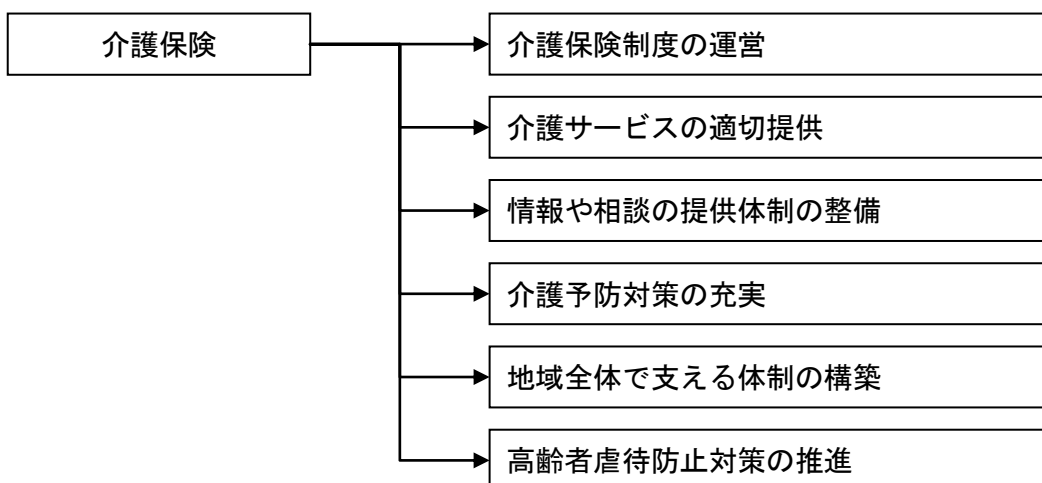 介護保険
介護保険制度の運営
介護サービスの適切提供
情報や相談の提供体制の整備
介護予防対策の充実
地域全体で支える体制の構築
高齢者虐待防止対策の推進